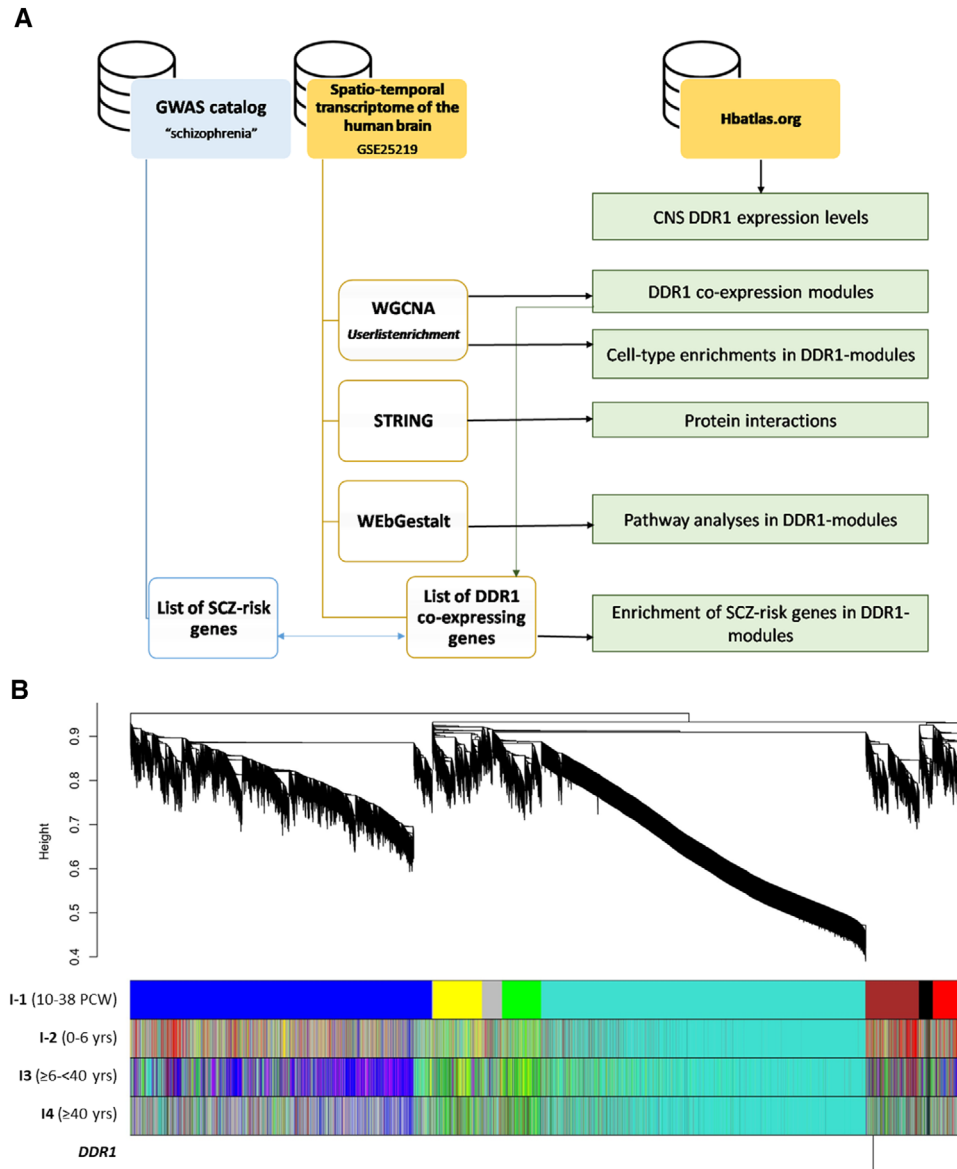 A
GWAS catalog
"schizophrenia"
Spatio-temporal
transcriptome of the
human brain
GSE25219
Hbatlas.org
CNS DDR1 expression levels
WGCNA
Userlistenrichment
DDR1 co-expression modules
Cell-type enrichments in DDR1-modules
STRING
Protein interactions
WEbGestalt
Pathway analyses in DDR1-modules
List of SCZ-risk
genes
List of DDR1
co-expressing
genes
Enrichment of SCZ-risk genes in DDR1-
modules
B
Height
0.9
0.8
0.7
0.6
0.5
0.4
I-1 (10-38 PCW)
I-2 (0-6 yrs)
I3 (≥6-<40 yrs)
I4 (≥40 yrs)
DDR1